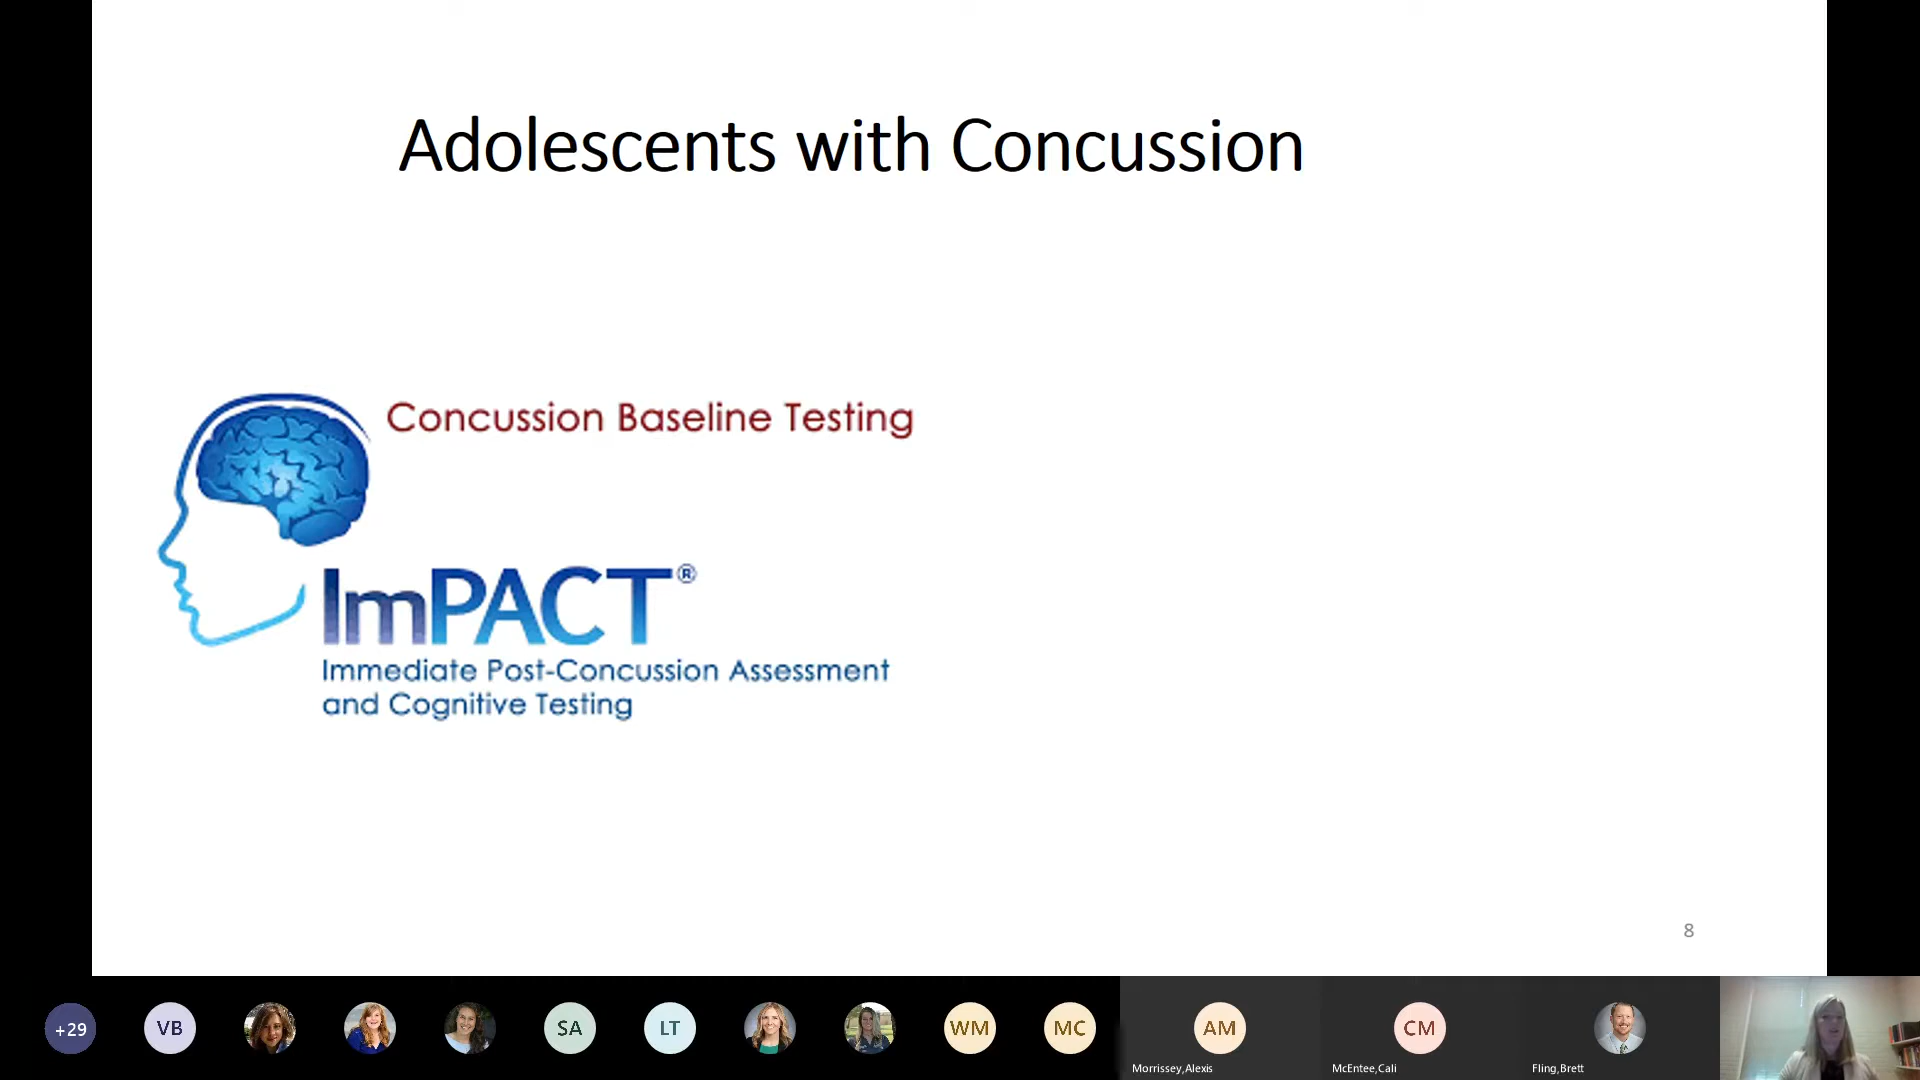 Adolescents with Concussion
Concussion Baseline Testing
ImPACT®
Immediate Post-Concussion Assessment
and Cognitive Testing
8
+29
VB
SA
LT
WM
MC
AM
CM
Morrissey,Alexis
McEntee,Cali
Fling,Brett